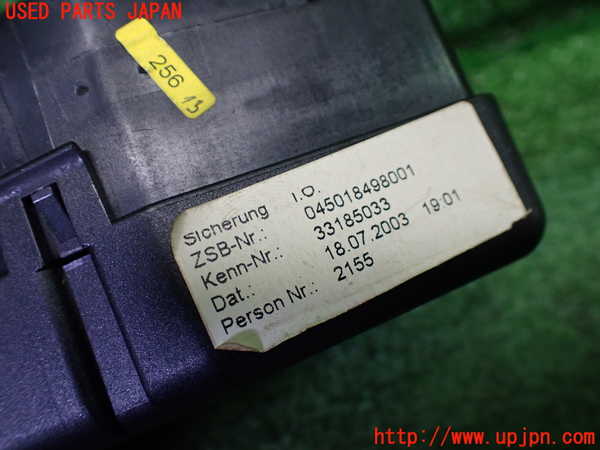 USED PARTS JAPAN
256 13
Sicherung I.O.
ZSB-Nr.: 045018498001
Kenn-Nr.: 33185033
Dat.: 18.07.2003 19:01
Person Nr.: 2155
http://www.upjpn.com/